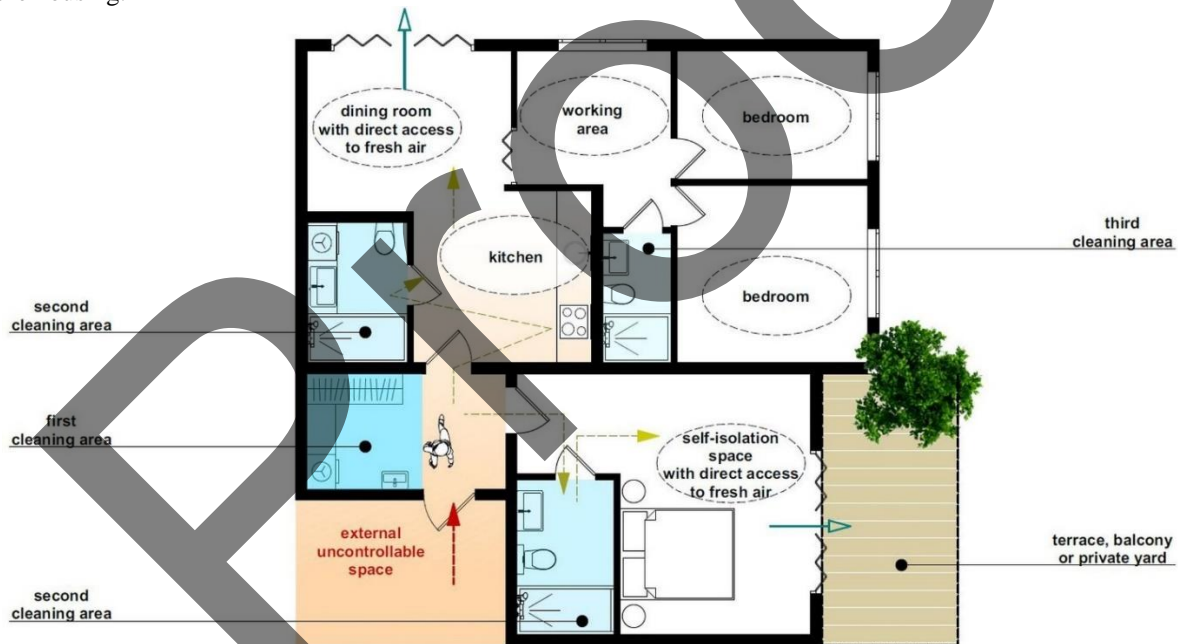 dining room
with direct access
to fresh air
working
area
bedroom
third
cleaning area
kitchen
bedroom
second
cleaning area
first
cleaning area
self-isolation
space
with direct access
to fresh air
external
uncontrollable
space
terrace, balcony
or private yard
second
cleaning area